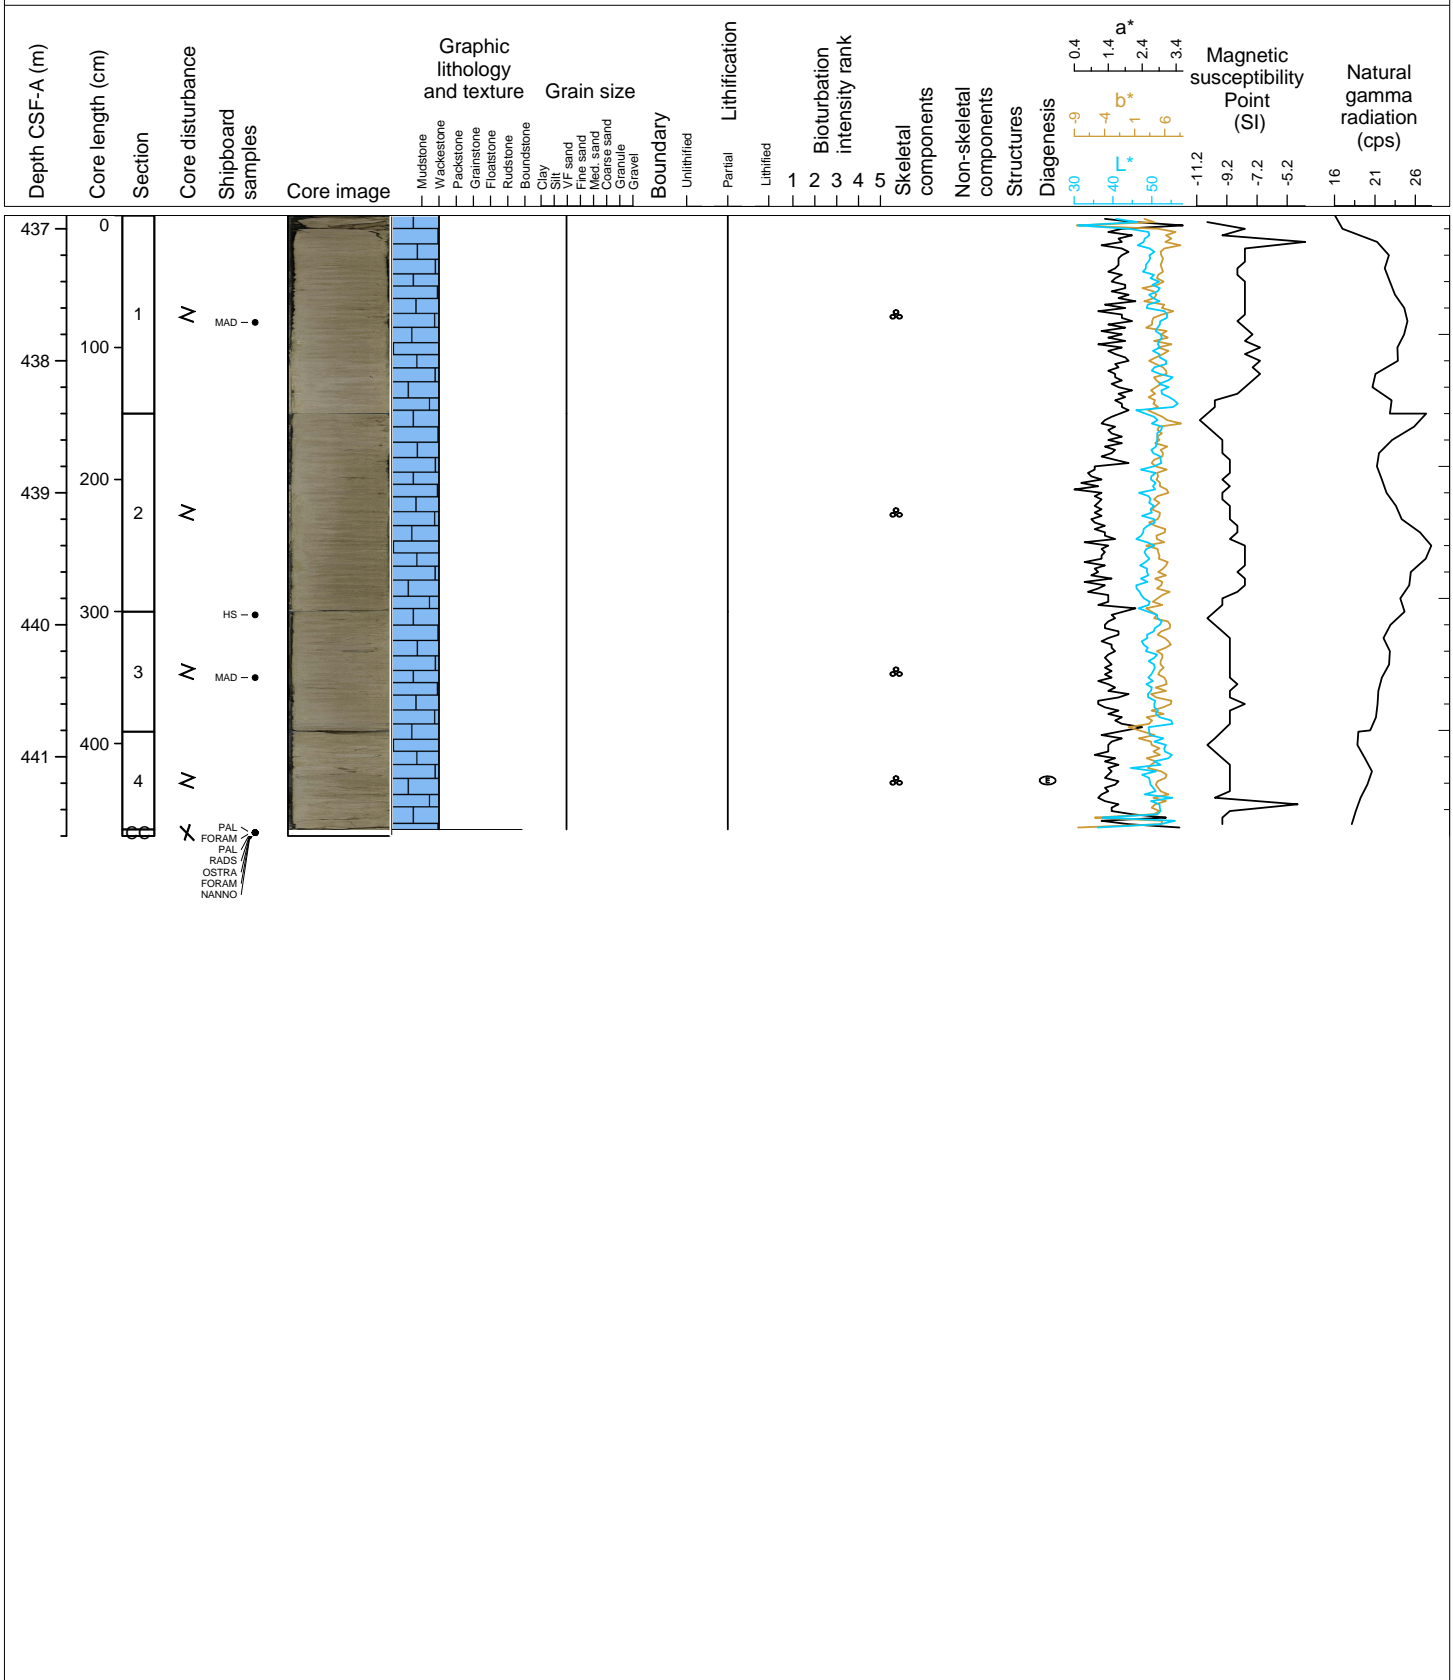 Depth CSF-A (m)
Core length (cm)
Section
Core disturbance
Shipboard
samples
Core image
Graphic
lithology
and texture
Mudstone
Wackestone
Packstone
Grainstone
Floatstone
Rudstone
Boundstone
Grain size
Clay
Silt
VF sand
Fine sand
Med. sand
Coarse sand
Granule
Gravel
Boundary
Lithification
Unlithified
Partial
Lithified
Bioturbation
intensity rank
1 2 3 4 5
Skeletal
components
Non-skeletal
components
Structures
Diagenesis
a*
0.4 1.4 2.4 3.4
b*
-9 -4 1 6
L*
30 40 50
Magnetic
susceptibility
Point
(SI)
-11.2 -9.2 -7.2 -5.2
Natural
gamma
radiation
(cps)
16 21 26
437
438
439
440
441
0
100
200
300
400
1
2
3
4
CC
MAD
HS
MAD
PAL
FORAM
PAL
RADS
OSTRA
FORAM
NANNO